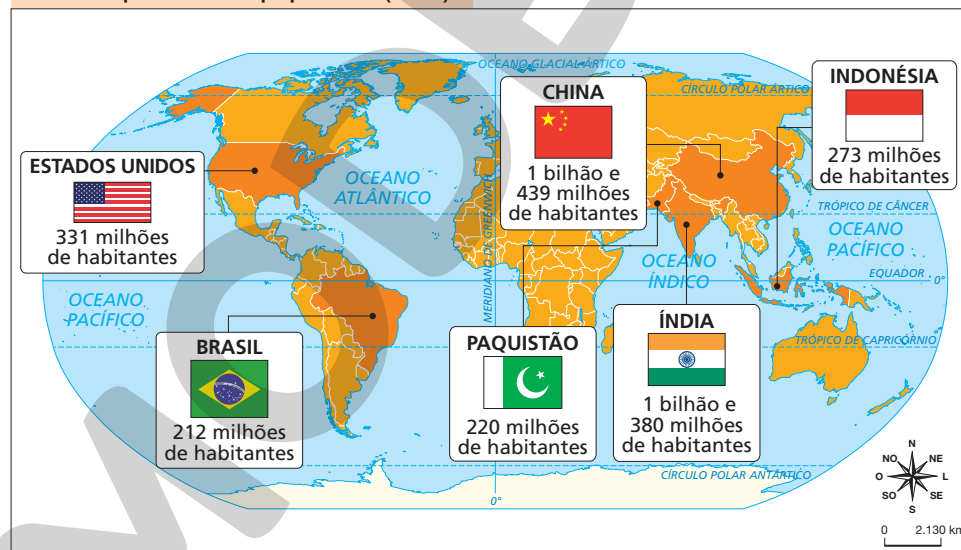 OCEANO GLACIAL ÁRTICO
CÍRCULO POLAR ÁRTICO
ESTADOS UNIDOS
331 milhões
de habitantes
OCEANO
ATLÂNTICO
CHINA
1 bilhão e
439 milhões
de habitantes
INDONÉSIA
273 milhões
de habitantes
TRÓPICO DE CÂNCER
OCEANO
PACÍFICO
OCEANO
ÍNDICO
EQUADOR
0°
MERIDIANO DE GREENWICH
OCEANO
PACÍFICO
BRASIL
212 milhões
de habitantes
PAQUISTÃO
220 milhões
de habitantes
ÍNDIA
1 bilhão e
380 milhões
de habitantes
TRÓPICO DE CAPRICÓRNIO
CÍRCULO POLAR ANTÁRTICO
0°
N
NO
NE
O
L
SO
SE
S
0 2.130 km